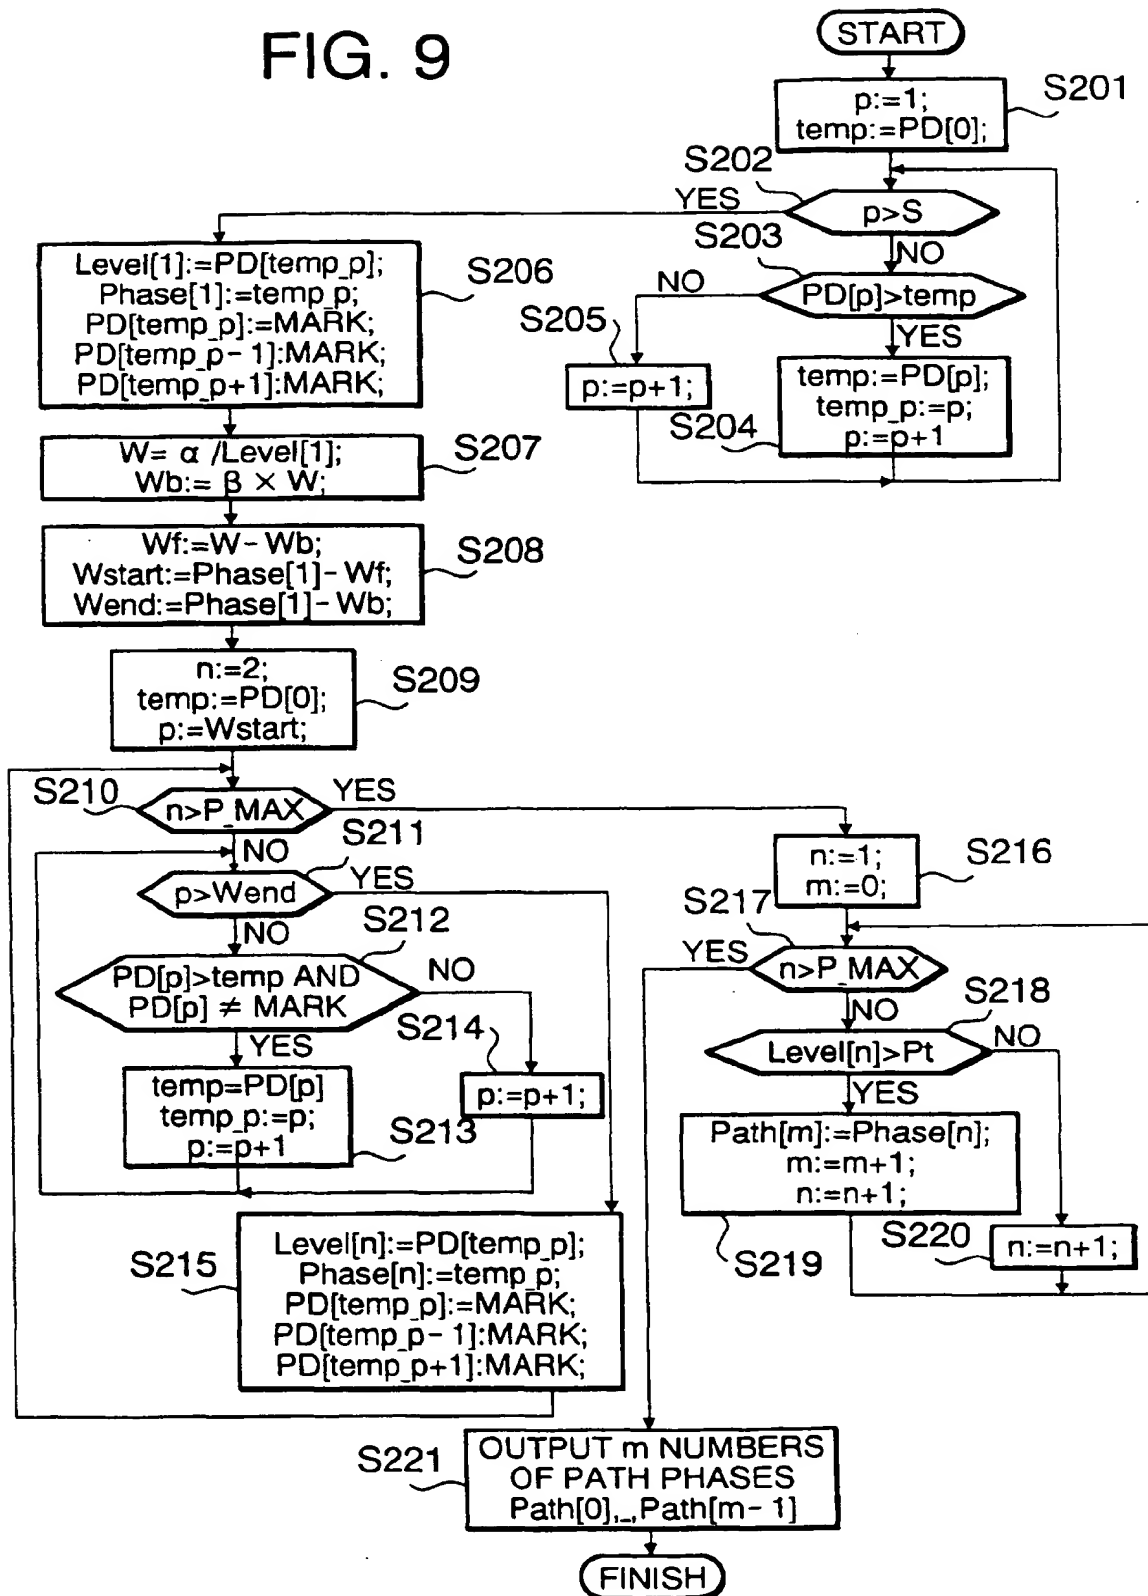 FIG. 9
START
S201
p:=1;
temp:=PD[0];
S202
YES
p>S
NO
S203
PD[p]>temp
NO
YES
S205
p:=p+1;
S204
temp:=PD[p];
temp_p:=p;
p:=p+1
S206
Level[1]:=PD[temp_p];
Phase[1]:=temp_p;
PD[temp_p]:=MARK;
PD[temp_p-1]:MARK;
PD[temp_p+1]:MARK;
S207
W= α /Level[1];
Wb:= β × W;
S208
Wf:=W-Wb;
Wstart:=Phase[1]-Wf;
Wend:=Phase[1]-Wb;
S209
n:=2;
temp:=PD[0];
p:=Wstart;
S210
n>P_MAX
YES
NO
S211
p>Wend
YES
NO
S212
PD[p]>temp AND
PD[p] ≠ MARK
NO
YES
S214
p:=p+1;
S213
temp=PD[p]
temp_p:=p;
p:=p+1
S215
Level[n]:=PD[temp_p];
Phase[n]:=temp_p;
PD[temp_p]:=MARK;
PD[temp_p-1]:MARK;
PD[temp_p+1]:MARK;
S216
n:=1;
m:=0;
S217
YES
n>P_MAX
NO
S218
Level[n]>Pt
NO
YES
Path[m]:=Phase[n];
m:=m+1;
n:=n+1;
S219
S220
n:=n+1;
S221
OUTPUT m NUMBERS
OF PATH PHASES
Path[0],_,Path[m-1]
FINISH